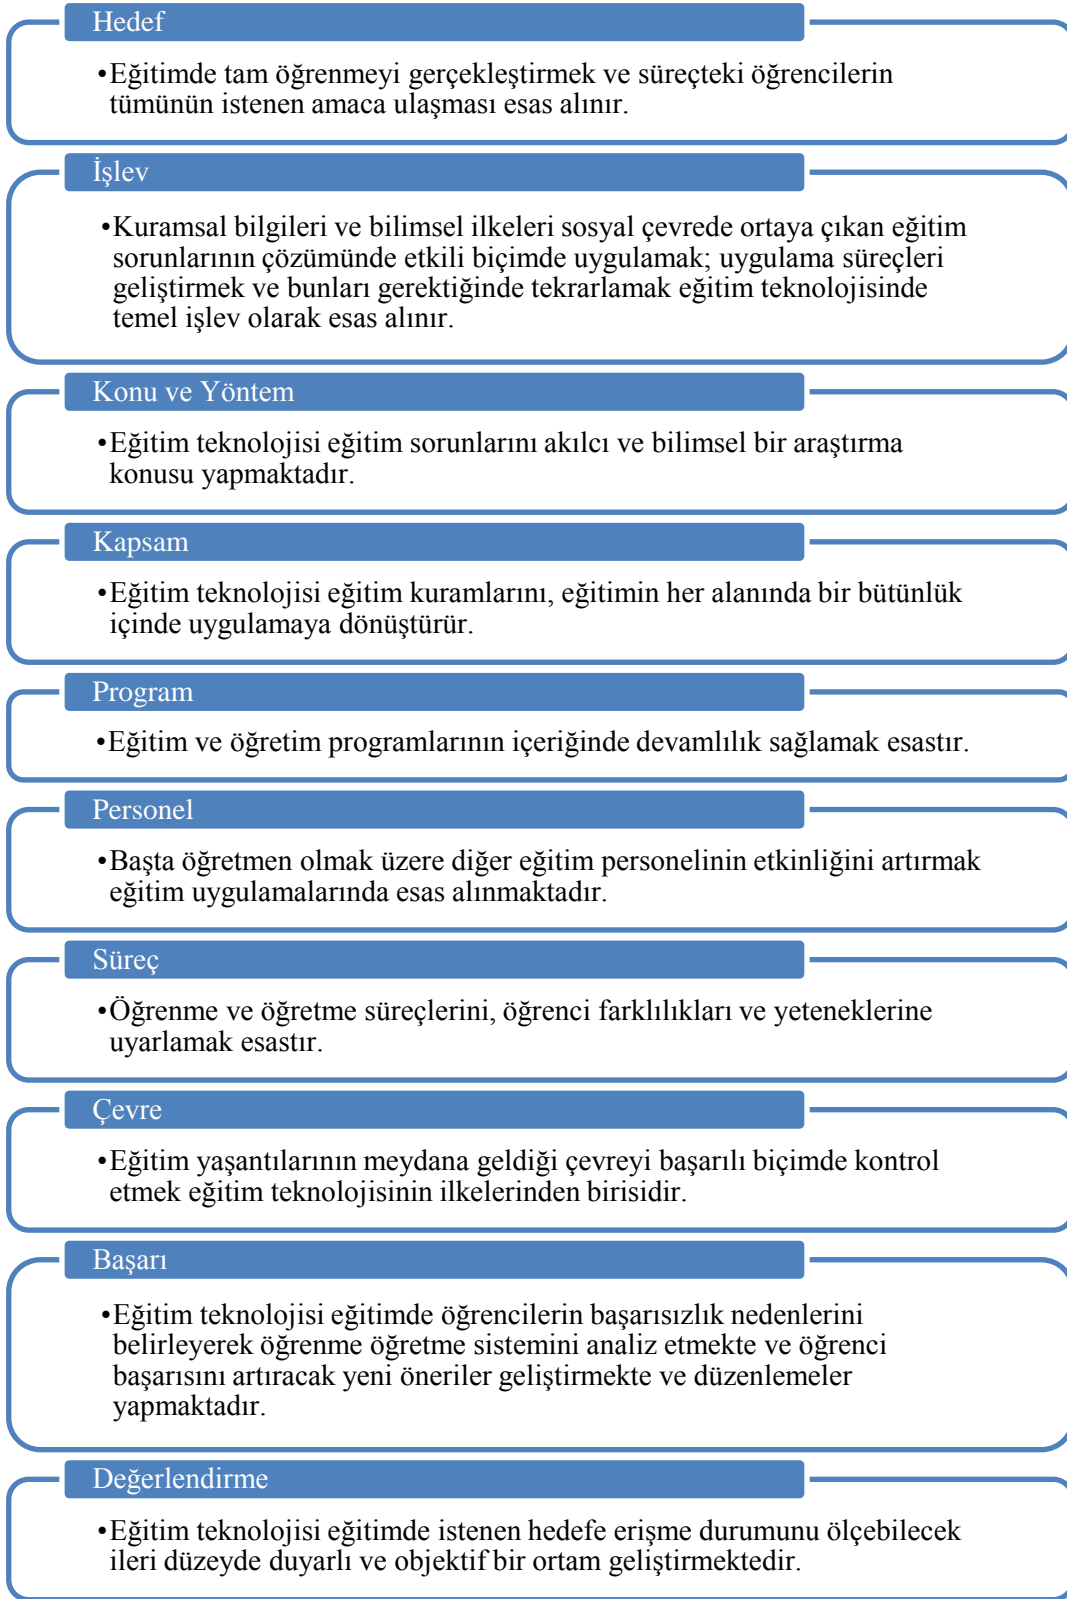 Hedef
•Eğitimde tam öğrenmeyi gerçekleştirmek ve süreçteki öğrencilerin
tümünün istenen amaca ulaşması esas alınır.
İşlev
•Kuramsal bilgileri ve bilimsel ilkeleri sosyal çevrede ortaya çıkan eğitim
sorunlarının çözümünde etkili biçimde uygulamak; uygulama süreçleri
geliştirmek ve bunları gerektiğinde tekrarlamak eğitim teknolojisinde
temel işlev olarak esas alınır.
Konu ve Yöntem
•Eğitim teknolojisi eğitim sorunlarını akılcı ve bilimsel bir araştırma
konusu yapmaktadır.
Kapsam
•Eğitim teknolojisi eğitim kuramlarını, eğitimin her alanında bir bütünlük
içinde uygulamaya dönüştürür.
Program
•Eğitim ve öğretim programlarının içeriğinde devamlılık sağlamak esastır.
Personel
•Başta öğretmen olmak üzere diğer eğitim personelinin etkinliğini artırmak
eğitim uygulamalarında esas alınmaktadır.
Süreç
•Öğrenme ve öğretme süreçlerini, öğrenci farklılıkları ve yeteneklerine
uyarlamak esastır.
Çevre
•Eğitim yaşantılarının meydana geldiği çevreyi başarılı biçimde kontrol
etmek eğitim teknolojisinin ilkelerinden birisidir.
Başarı
•Eğitim teknolojisi eğitimde öğrencilerin başarısızlık nedenlerini
belirleyerek öğrenme öğretme sistemini analiz etmekte ve öğrenci
başarısını artıracak yeni öneriler geliştirmekte ve düzenlemeler
yapmaktadır.
Değerlendirme
•Eğitim teknolojisi eğitimde istenen hedefe erişme durumunu ölçebilecek
ileri düzeyde duyarlı ve objektif bir ortam geliştirmektedir.